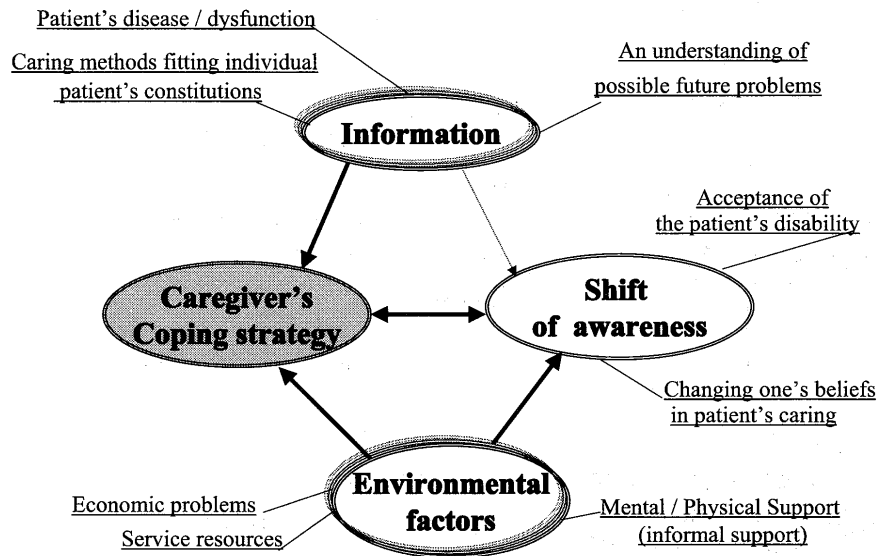 Patient's disease / dysfunction
Caring methods fitting individual
patient's constitutions
An understanding of
possible future problems
Information
Acceptance of
the patient's disability
Caregiver's
Coping strategy
Shift
of awareness
Changing one's beliefs
in patient's caring
Environmental
factors
Economic problems
Service resources
Mental / Physical Support
(informal support)